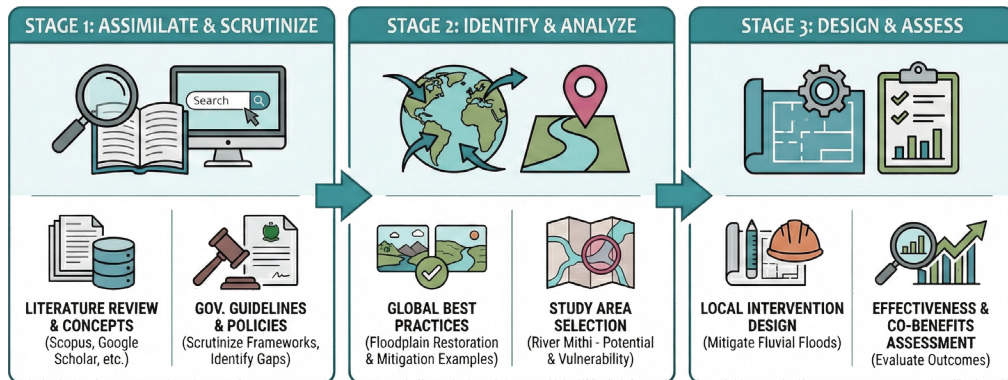 STAGE 1: ASSIMILATE & SCRUTINIZE
Search
LITERATURE REVIEW
& CONCEPTS
(Scopus, Google
Scholar, etc.)
GOV. GUIDELINES
& POLICIES
(Scrutinize Frameworks,
Identify Gaps)
STAGE 2: IDENTIFY & ANALYZE
GLOBAL BEST
PRACTICES
(Floodplain Restoration
& Mitigation Examples)
STUDY AREA
SELECTION
(River Mithi - Potential
& Vulnerability)
STAGE 3: DESIGN & ASSESS
LOCAL INTERVENTION
DESIGN
(Mitigate Fluvial Floods)
EFFECTIVENESS &
CO-BENEFITS
ASSESSMENT
(Evaluate Outcomes)